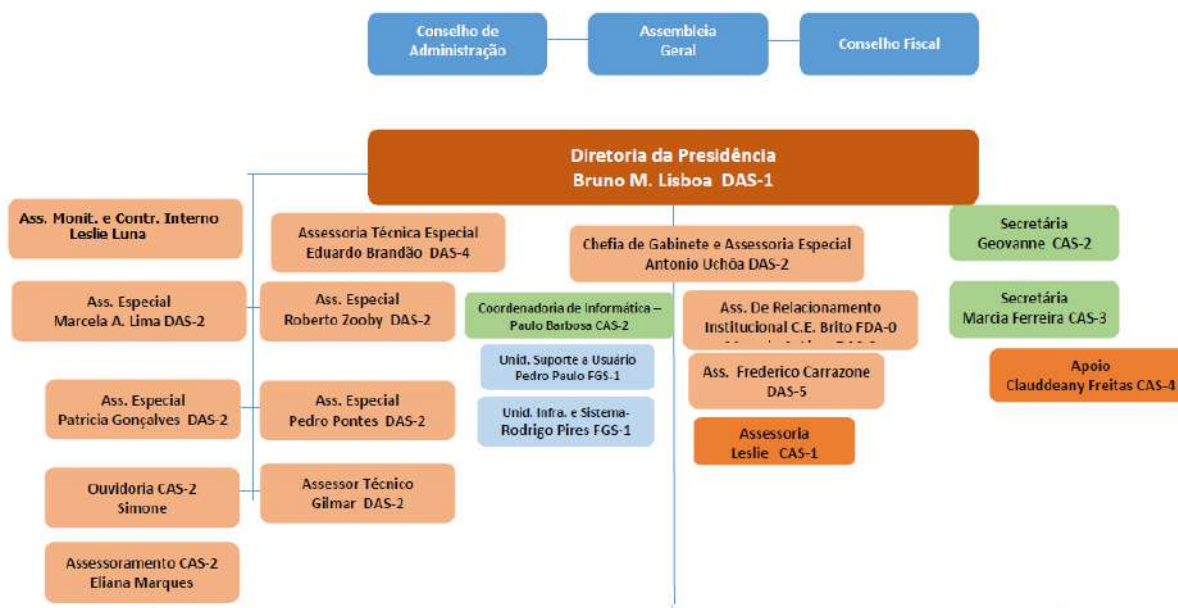 Conselho de
Administração
Assembleia
Geral
Conselho Fiscal
Diretoria da Presidência
Bruno M. Lisboa DAS-1
Ass. Monit. e Contr. Interno
Leslie Luna
Assessoria Técnica Especial
Eduardo Brandão DAS-4
Chefia de Gabinete e Assessoria Especial
Antonio Uchôa DAS-2
Secretária
Geovanne CAS-2
Ass. Especial
Marcela A. Lima DAS-2
Ass. Especial
Roberto Zooby DAS-2
Coordenadoria de Informática –
Paulo Barbosa CAS-2
Ass. De Relacionamento
Institucional C.E. Brito FDA-0
Secretária
Marcia Ferreira CAS-3
Unid. Suporte a Usuário
Pedro Paulo FGS-1
Ass. Frederico Carrazone
DAS-5
Apoio
Clauddeany Freitas CAS-4
Ass. Especial
Patricia Gonçalves DAS-2
Ass. Especial
Pedro Pontes DAS-2
Unid. Infra. e Sistema-
Rodrigo Pires FGS-1
Assessoria
Leslie CAS-1
Ouvidoria CAS-2
Simone
Assessor Técnico
Gilmar DAS-2
Assessoramento CAS-2
Eliana Marques